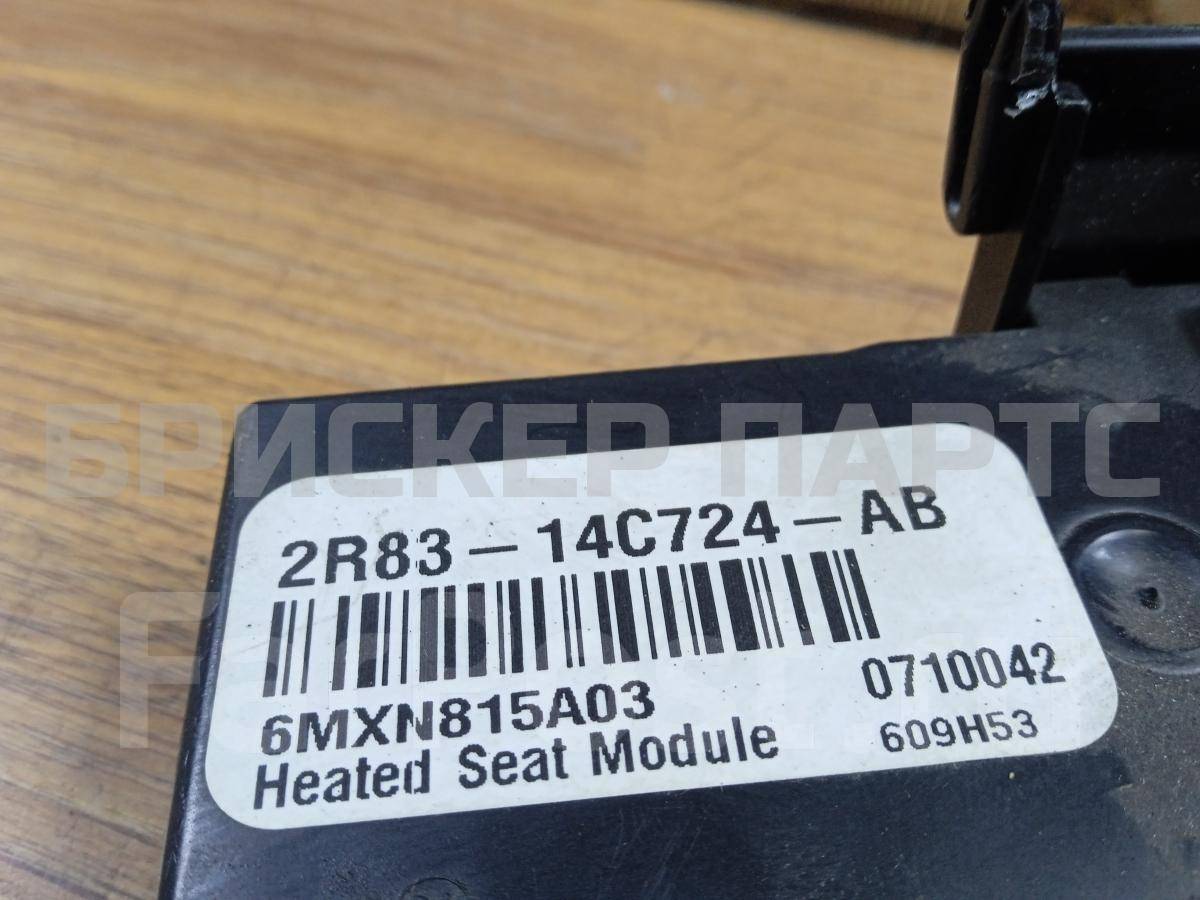 БРИСКЕР ПАРТС
2R83-14C724-AB
6MXN815A03 0710042
Heated Seat Module 609H53